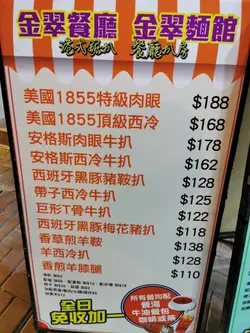 金翠餐廳 金翠麵館
港式鋸扒 餐廳扒房
美國1855特級肉眼 $188
美國1855頂級西冷 $168
安格斯肉眼牛扒 $178
安格斯西冷牛扒 $162
西班牙黑豚豬鞍扒 $128
帶子西冷牛扒 $125
巨形T骨牛扒 $122
西班牙黑豚梅花豬扒 $118
香草煎羊鞍 $138
羊西冷扒 $128
香煎羊膝腿 $110
全日
免收加一
所有餐均配
餐湯
牛油餐包
咖啡或茶